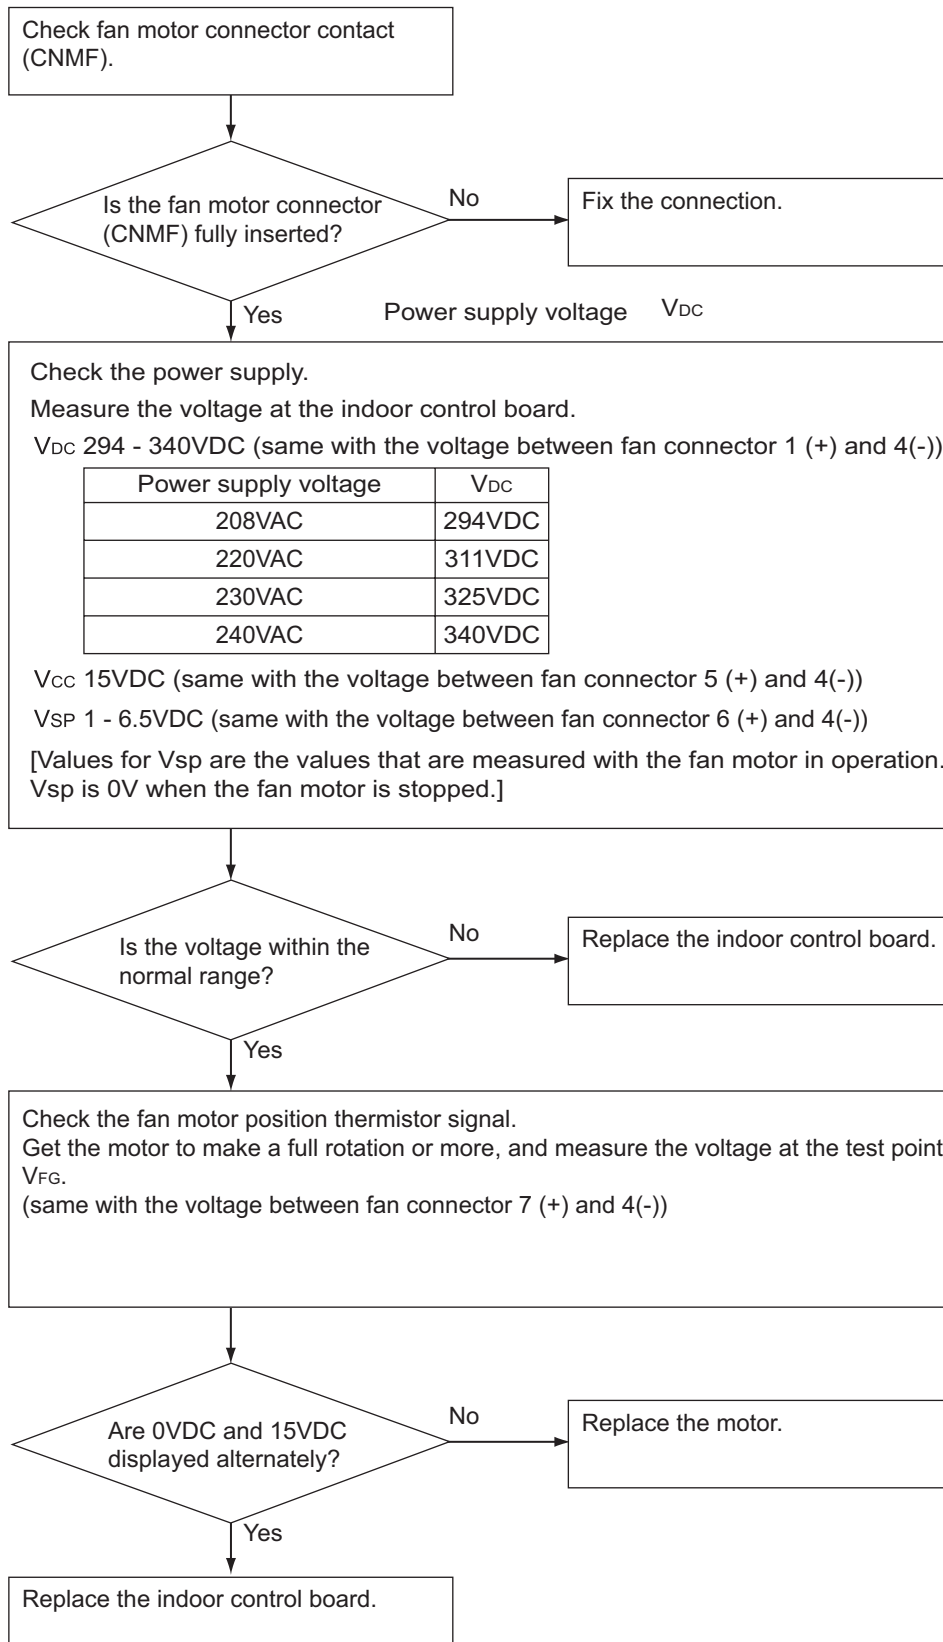 Check fan motor connector contact
(CNMF).
Is the fan motor connector
(CNMF) fully inserted?
No
Fix the connection.
Yes
Power supply voltage VDC
Check the power supply.
Measure the voltage at the indoor control board.
VDC 294 - 340VDC (same with the voltage between fan connector 1 (+) and 4(-))
Power supply voltage VDC
208VAC 294VDC
220VAC 311VDC
230VAC 325VDC
240VAC 340VDC
VCC 15VDC (same with the voltage between fan connector 5 (+) and 4(-))
VSP 1 - 6.5VDC (same with the voltage between fan connector 6 (+) and 4(-))
[Values for Vsp are the values that are measured with the fan motor in operation.
Vsp is 0V when the fan motor is stopped.]
Is the voltage within the
normal range?
No
Replace the indoor control board.
Yes
Check the fan motor position thermistor signal.
Get the motor to make a full rotation or more, and measure the voltage at the test point
VFG.
(same with the voltage between fan connector 7 (+) and 4(-))
Are 0VDC and 15VDC
displayed alternately?
No
Replace the motor.
Yes
Replace the indoor control board.